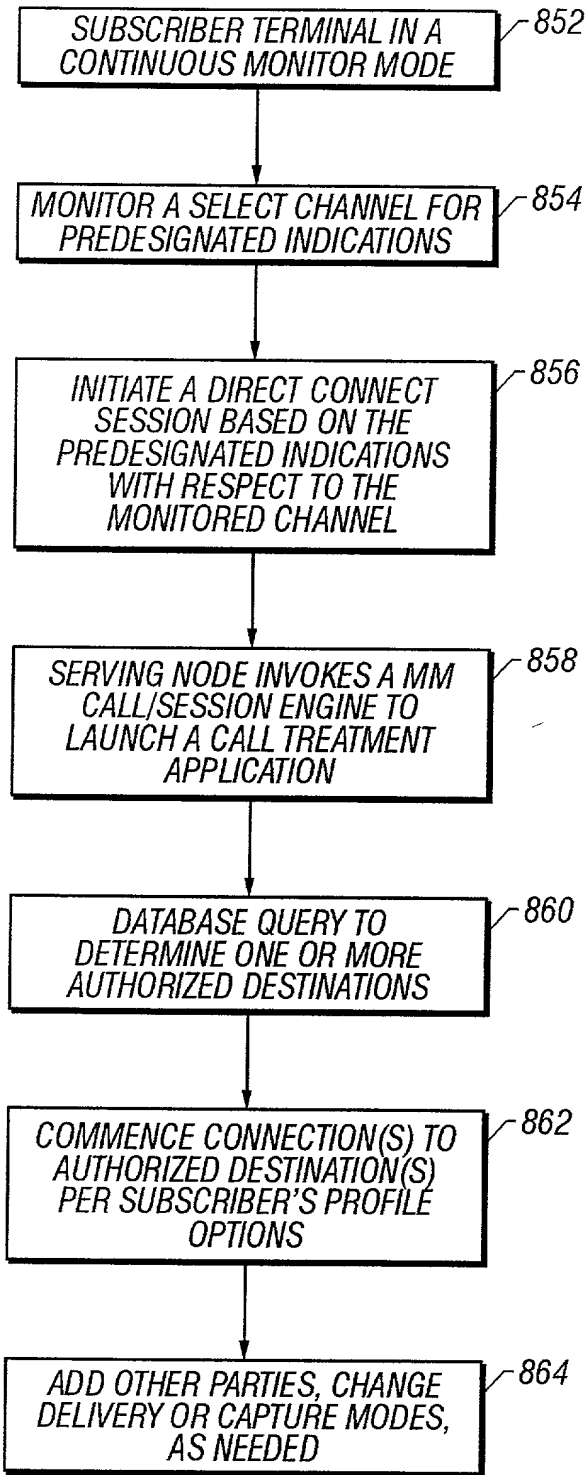 SUBSCRIBER TERMINAL IN A
CONTINUOUS MONITOR MODE
852
MONITOR A SELECT CHANNEL FOR
PREDESIGNATED INDICATIONS
854
INITIATE A DIRECT CONNECT
SESSION BASED ON THE
PREDESIGNATED INDICATIONS
WITH RESPECT TO THE
MONITORED CHANNEL
856
SERVING NODE INVOKES A MM
CALL/SESSION ENGINE TO
LAUNCH A CALL TREATMENT
APPLICATION
858
DATABASE QUERY TO
DETERMINE ONE OR MORE
AUTHORIZED DESTINATIONS
860
COMMENCE CONNECTION(S) TO
AUTHORIZED DESTINATION(S)
PER SUBSCRIBER'S PROFILE
OPTIONS
862
ADD OTHER PARTIES, CHANGE
DELIVERY OR CAPTURE MODES,
AS NEEDED
864